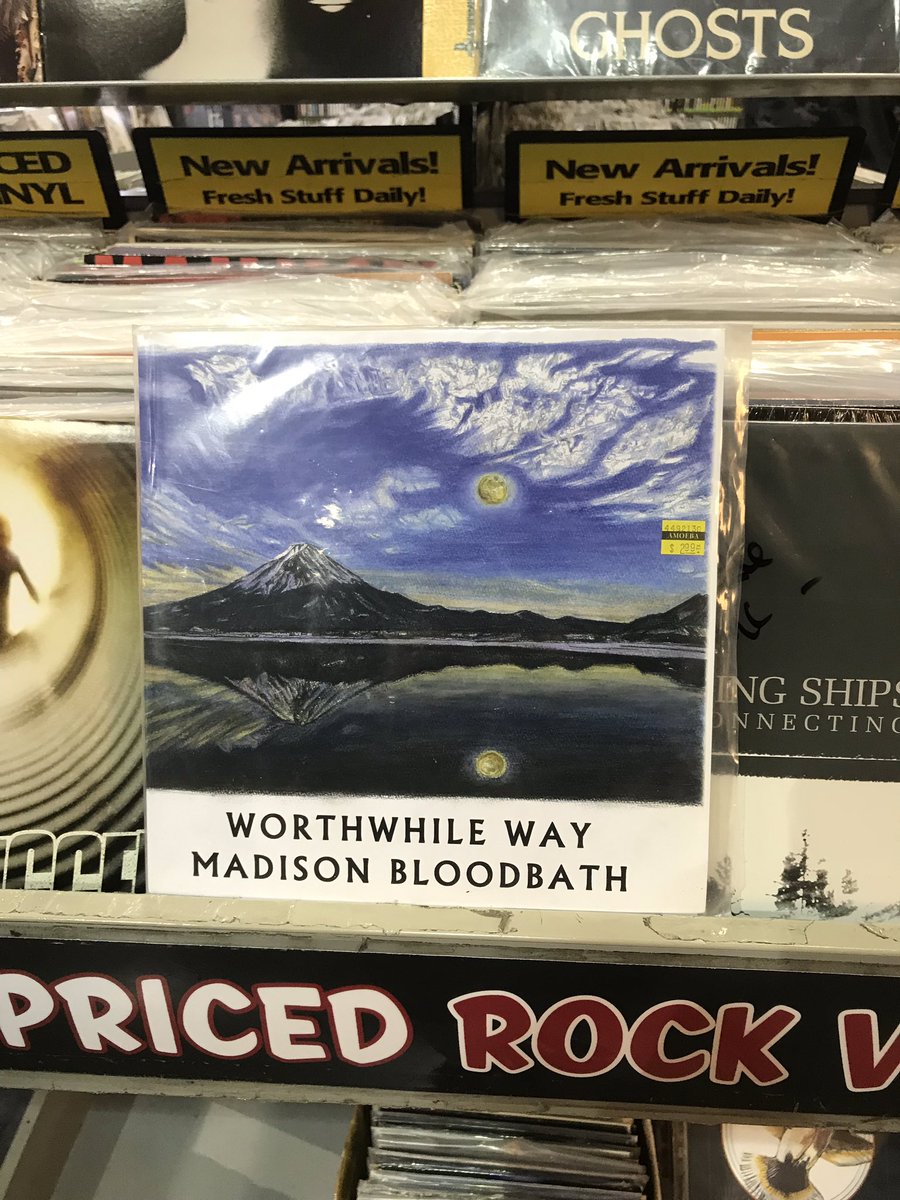 GHOSTS
CED
NYL
New Arrivals!
Fresh Stuff Daily!
New Arrivals!
Fresh Stuff Daily!
AMOEBA
ING SHIPS
ONNECTING
WORTHWHILE WAY
MADISON BLOODBATH
PRICED ROCK V